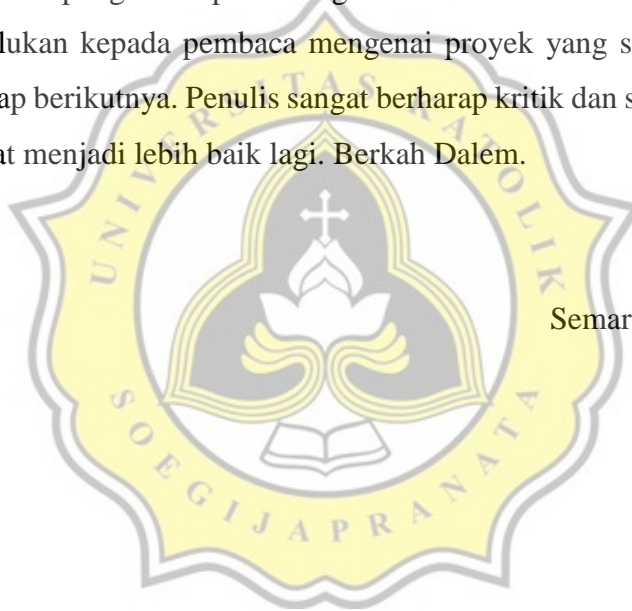 lukan kepada pembaca mengenai proyek yang s
ap berikutnya. Penulis sangat berharap kritik dan s
at menjadi lebih baik lagi. Berkah Dalem.
Semar
UNIVERSITAS KATOLIK
SOEGIJAPRANATA